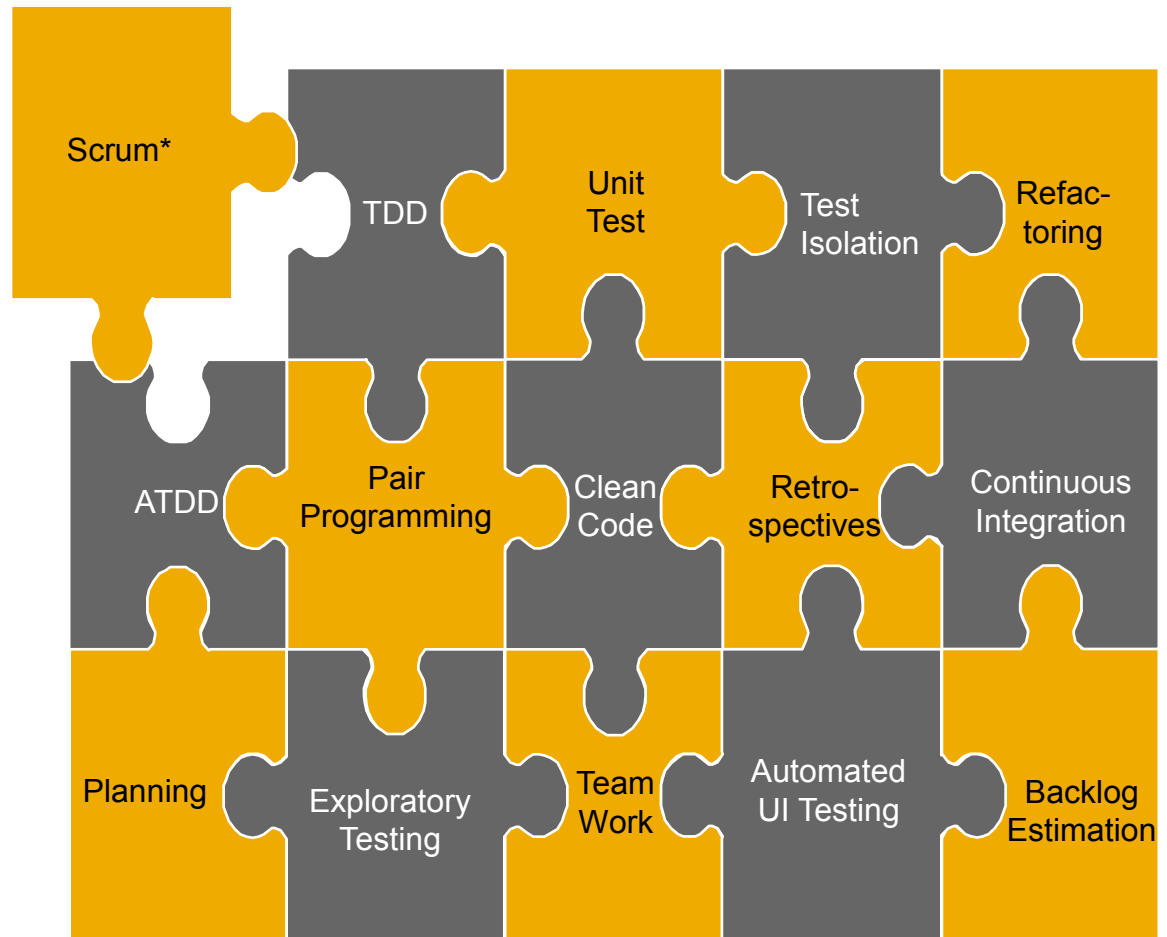 Scrum*
TDD
Unit
Test
Test
Isolation
Refac-
toring
ATDD
Pair
Programming
Clean
Code
Retro-
spectives
Continuous
Integration
Planning
Exploratory
Testing
Team
Work
Automated
UI Testing
Backlog
Estimation